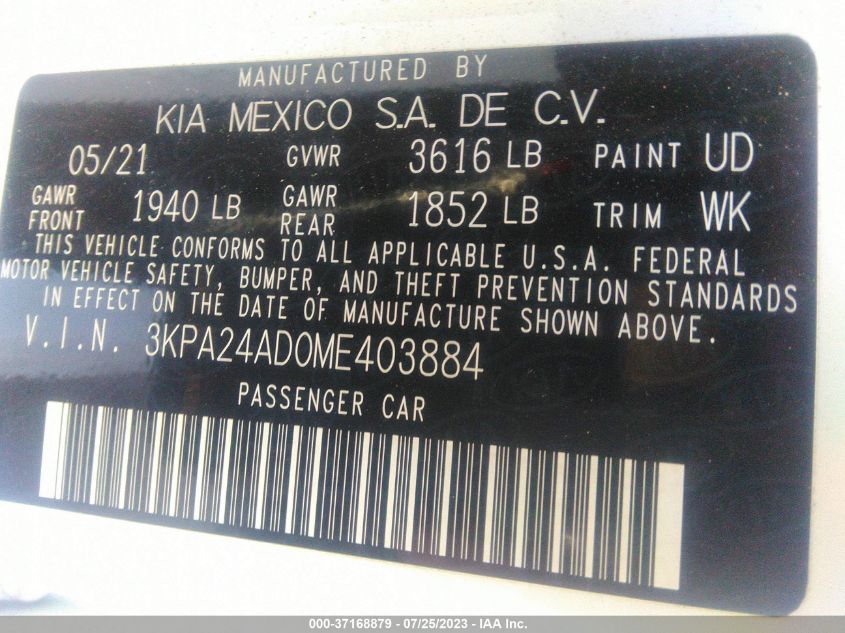 MANUFACTURED BY
KIA MEXICO S.A. DE C.V.
05/21 GVWR 3616 LB PAINT UD
GAWR FRONT 1940 LB GAWR REAR 1852 LB TRIM WK
THIS VEHICLE CONFORMS TO ALL APPLICABLE U.S.A. FEDERAL
MOTOR VEHICLE SAFETY, BUMPER, AND THEFT PREVENTION STANDARDS
IN EFFECT ON THE DATE OF MANUFACTURE SHOWN ABOVE.
V.I.N. 3KPA24AD0ME403884
PASSENGER CAR
000-37168879 - 07/25/2023 - IAA Inc.